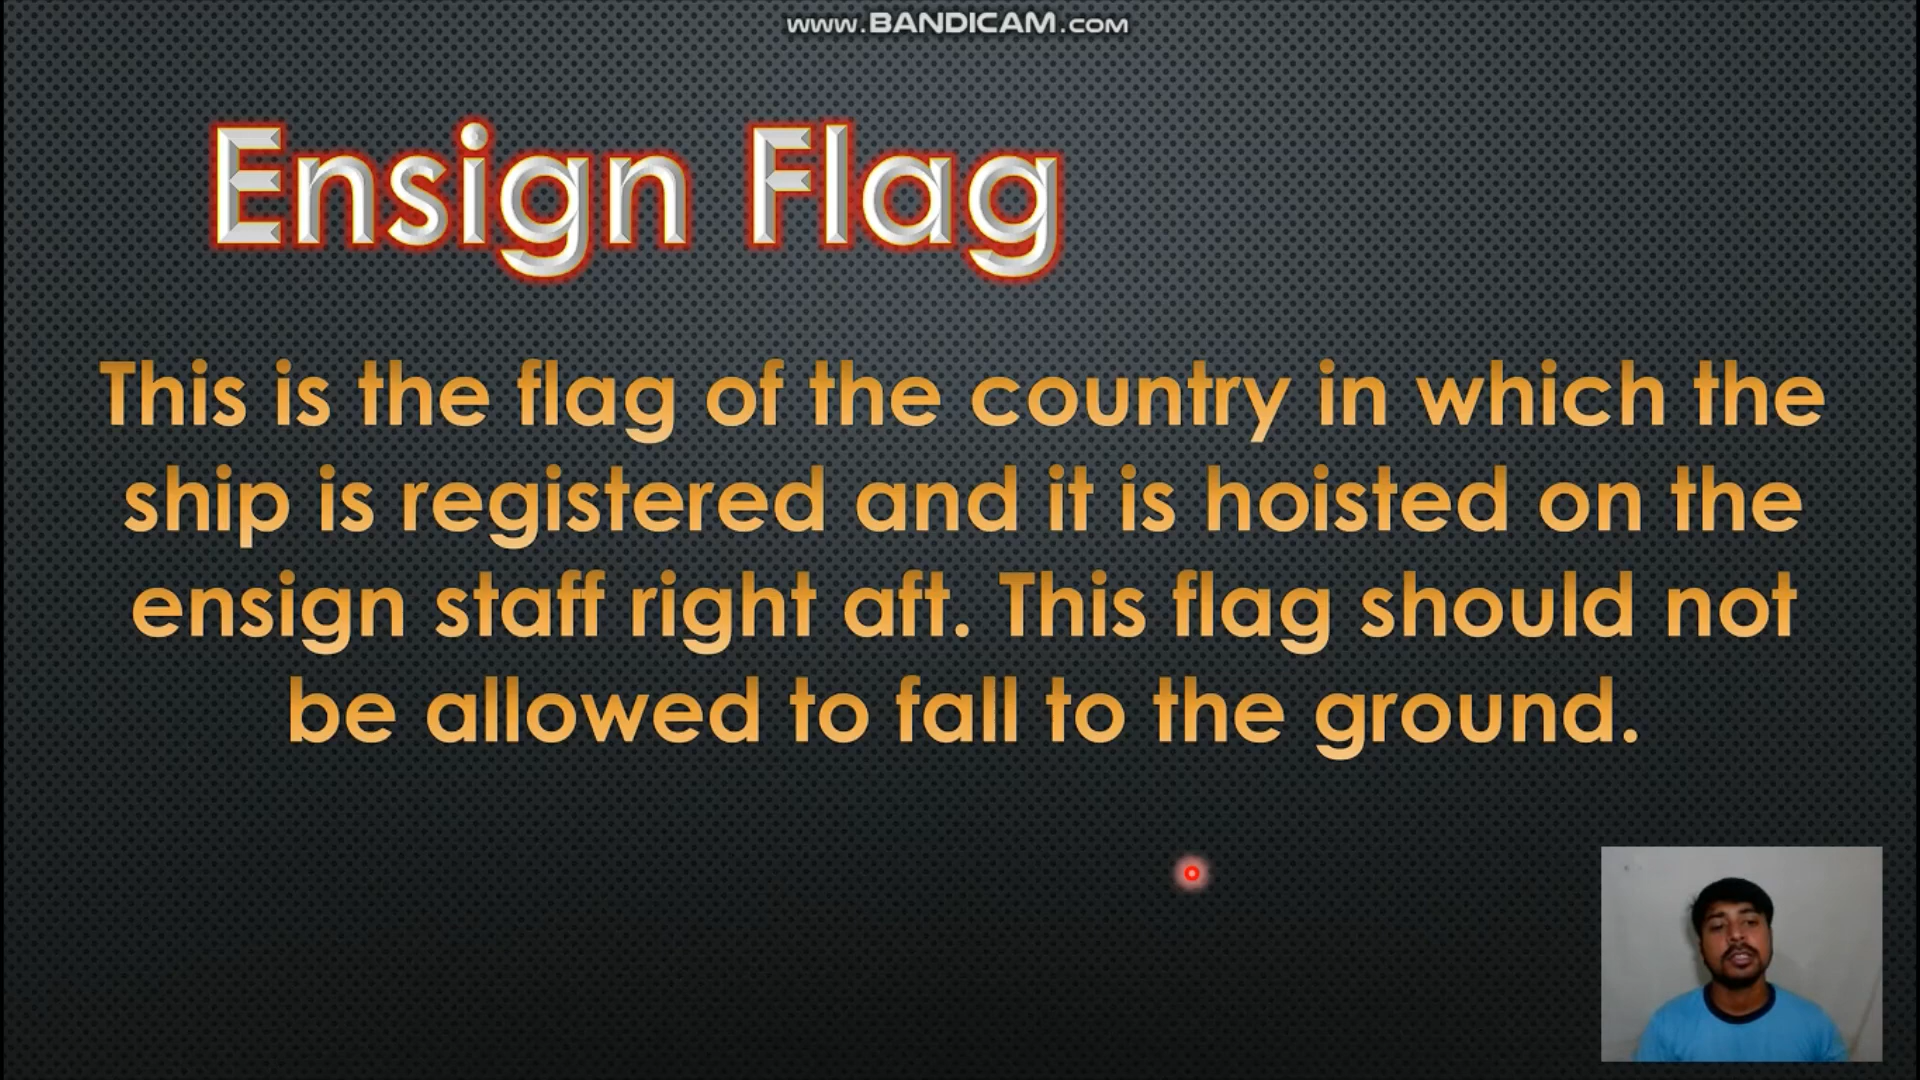 www.BANDICAM.com
Ensign Flag
This is the flag of the country in which the
ship is registered and it is hoisted on the
ensign staff right aft. This flag should not
be allowed to fall to the ground.